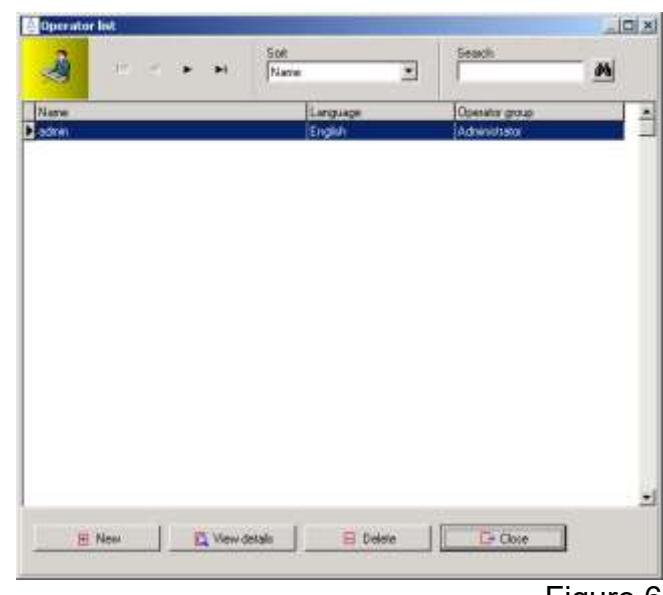 Operator list
Sort
Search
Name
Name Language Operator group
admin English Administrator
New View details Delete Close
Figure 6